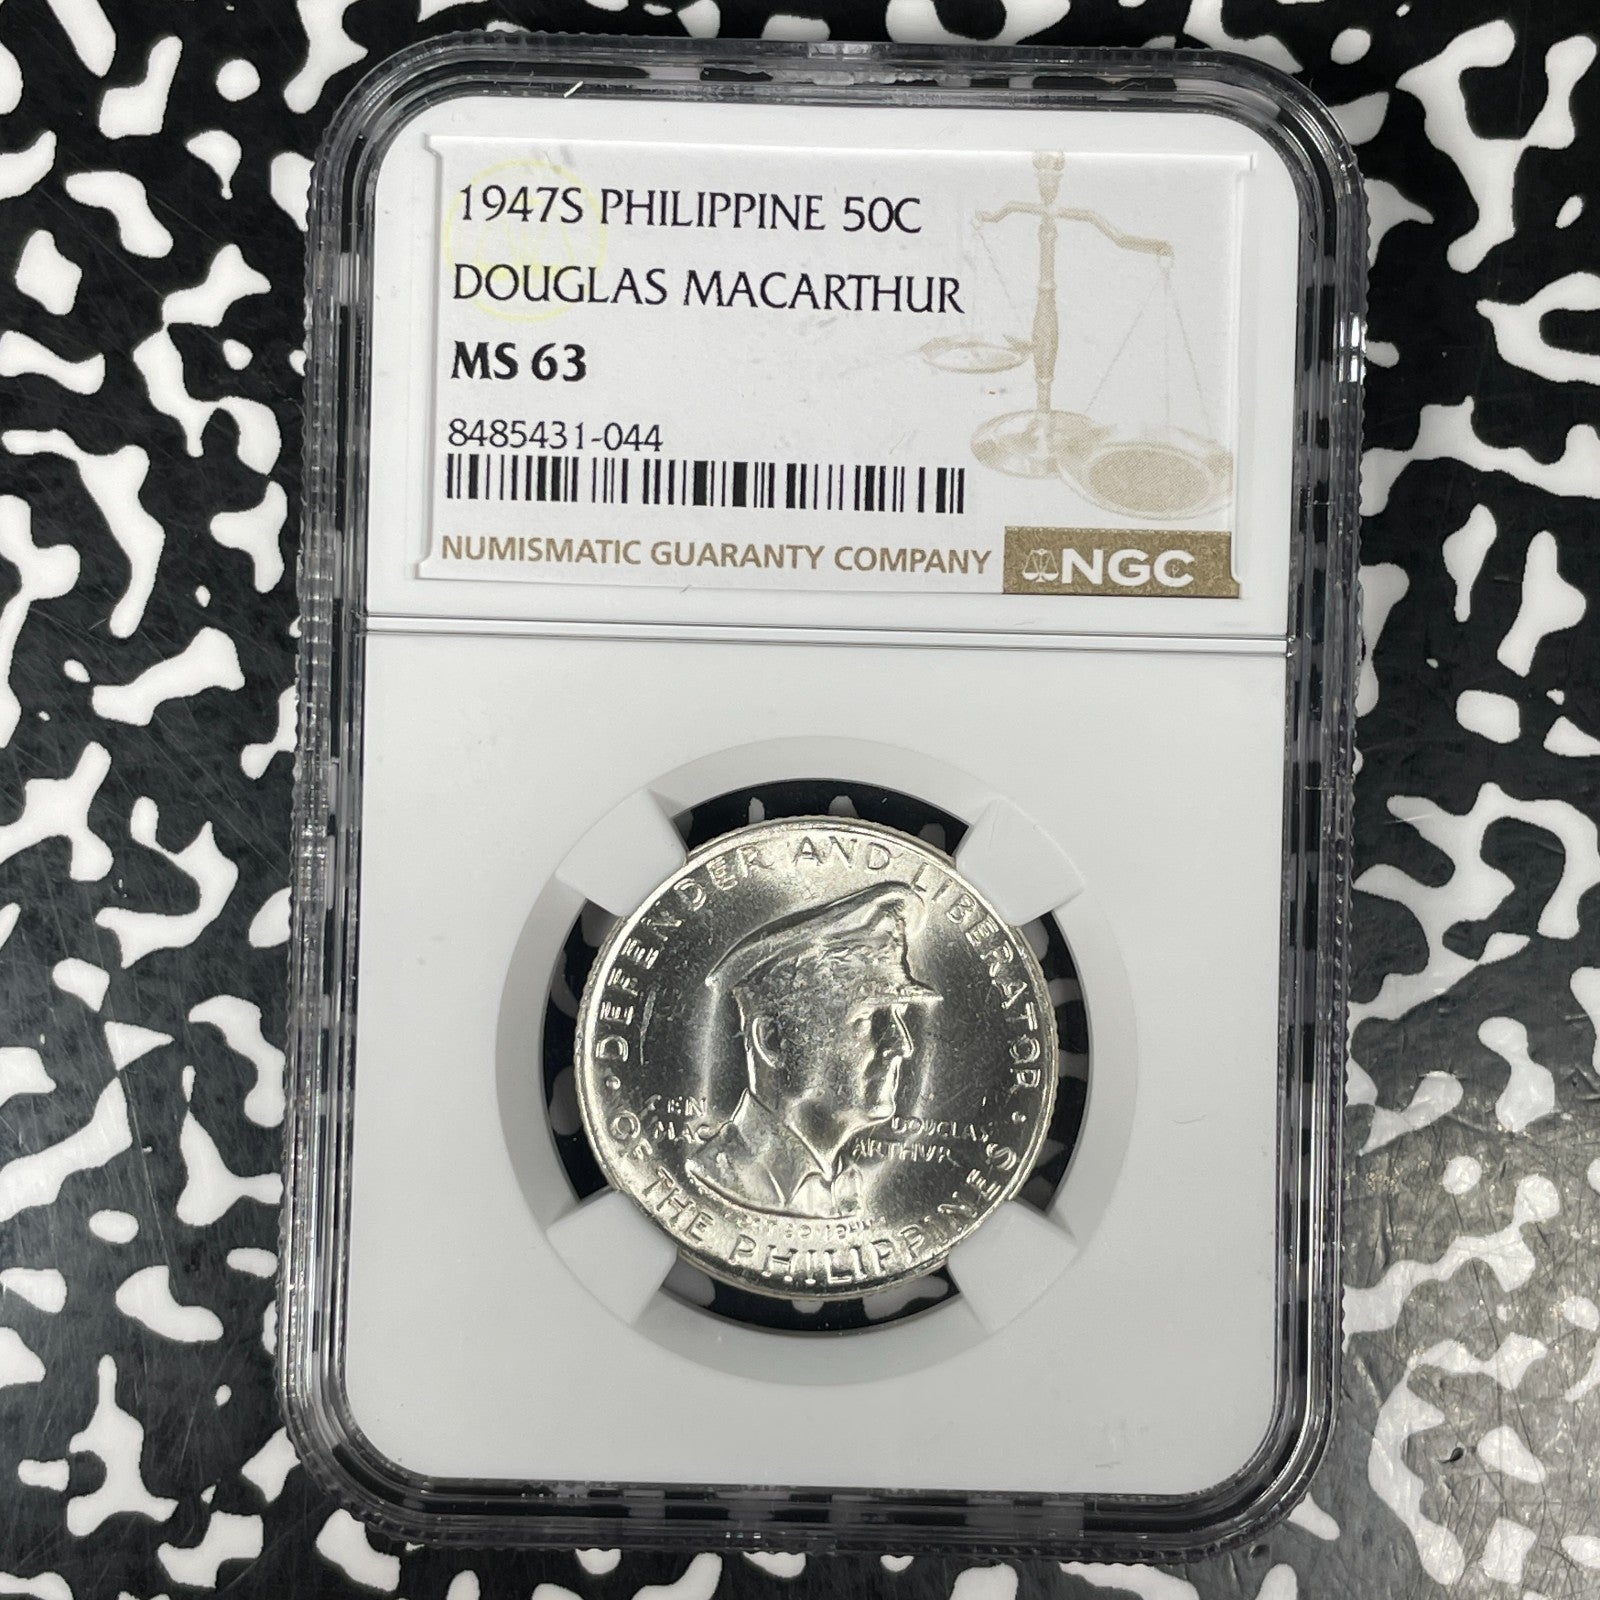 1947S PHILIPPINE 50C
DOUGLAS MACARTHUR
MS 63
8485431-044
NUMISMATIC GUARANTY COMPANY
NGC
·DEFENDER AND LIBERATOR·
OF THE PHILIPPINES
GEN DOUGLAS
MAC ARTHUR